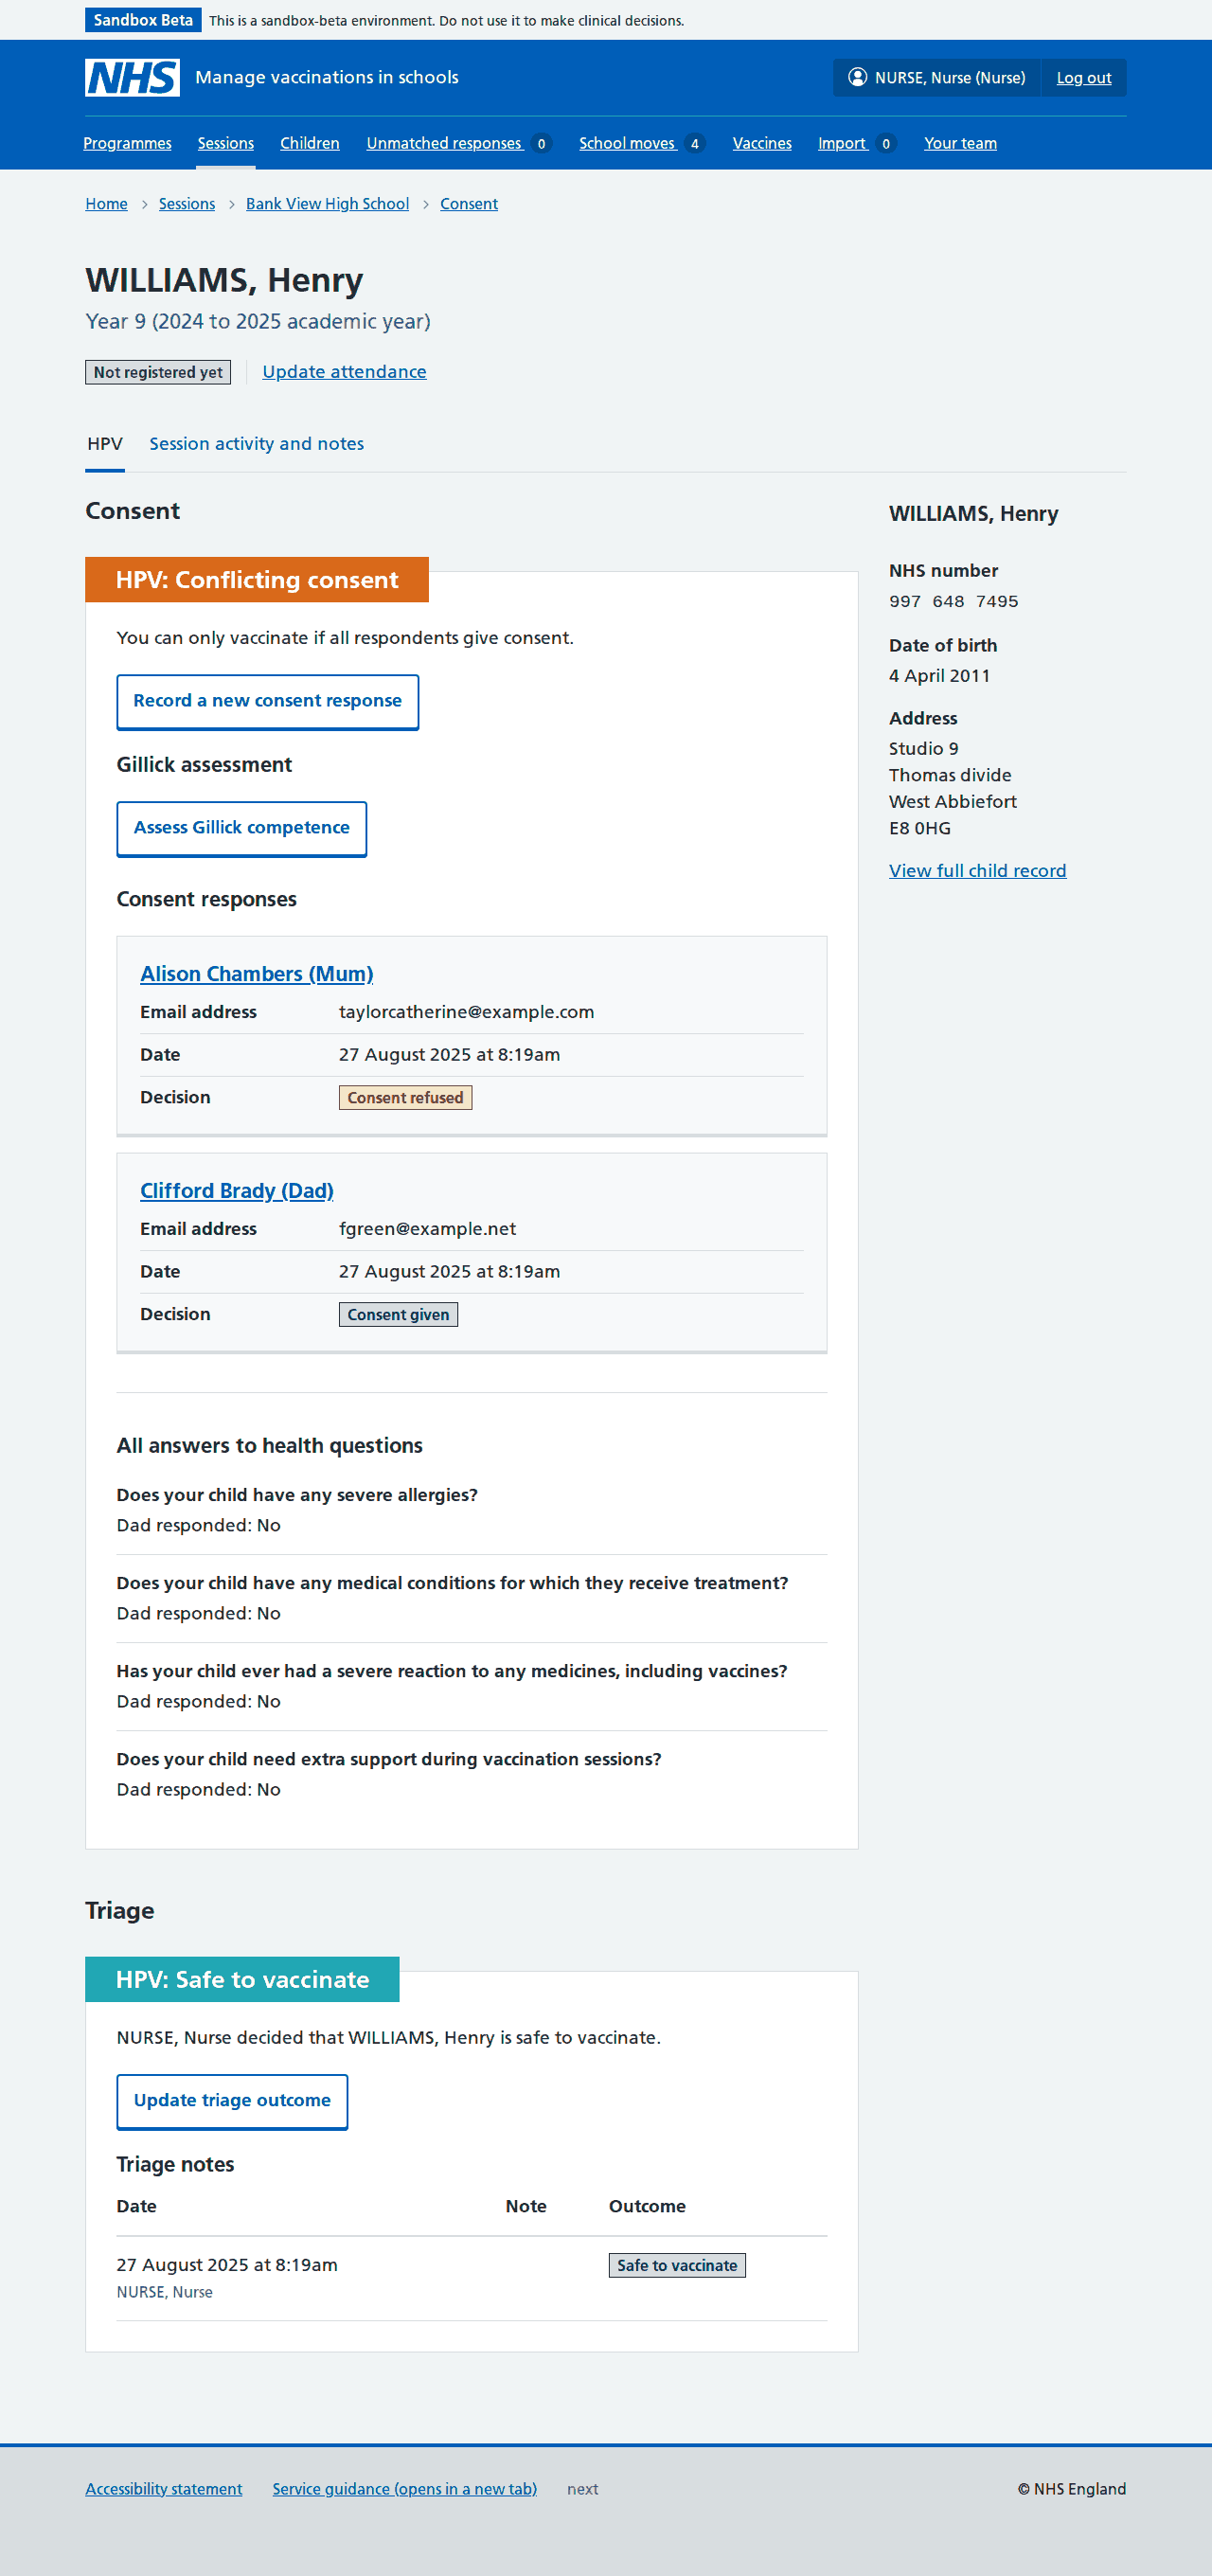 Sandbox Beta This is a sandbox-beta environment. Do not use it to make clinical decisions.
NHS Manage vaccinations in schools NURSE, Nurse (Nurse) Log out
Programmes Sessions Children Unmatched responses 0 School moves 4 Vaccines Import 0 Your team
Home › Sessions › Bank View High School › Consent
WILLIAMS, Henry
Year 9 (2024 to 2025 academic year)
Not registered yet Update attendance
HPV Session activity and notes
Consent
HPV: Conflicting consent
You can only vaccinate if all respondents give consent.
Record a new consent response
Gillick assessment
Assess Gillick competence
Consent responses
Alison Chambers (Mum)
Email address taylorcatherine@example.com
Date 27 August 2025 at 8:19am
Decision Consent refused
Clifford Brady (Dad)
Email address fgreen@example.net
Date 27 August 2025 at 8:19am
Decision Consent given
All answers to health questions
Does your child have any severe allergies?
Dad responded: No
Does your child have any medical conditions for which they receive treatment?
Dad responded: No
Has your child ever had a severe reaction to any medicines, including vaccines?
Dad responded: No
Does your child need extra support during vaccination sessions?
Dad responded: No
WILLIAMS, Henry
NHS number
997 648 7495
Date of birth
4 April 2011
Address
Studio 9
Thomas divide
West Abbiefort
E8 0HG
View full child record
Triage
HPV: Safe to vaccinate
NURSE, Nurse decided that WILLIAMS, Henry is safe to vaccinate.
Update triage outcome
Triage notes
Date Note Outcome
27 August 2025 at 8:19am Safe to vaccinate
NURSE, Nurse
Accessibility statement Service guidance (opens in a new tab) next © NHS England